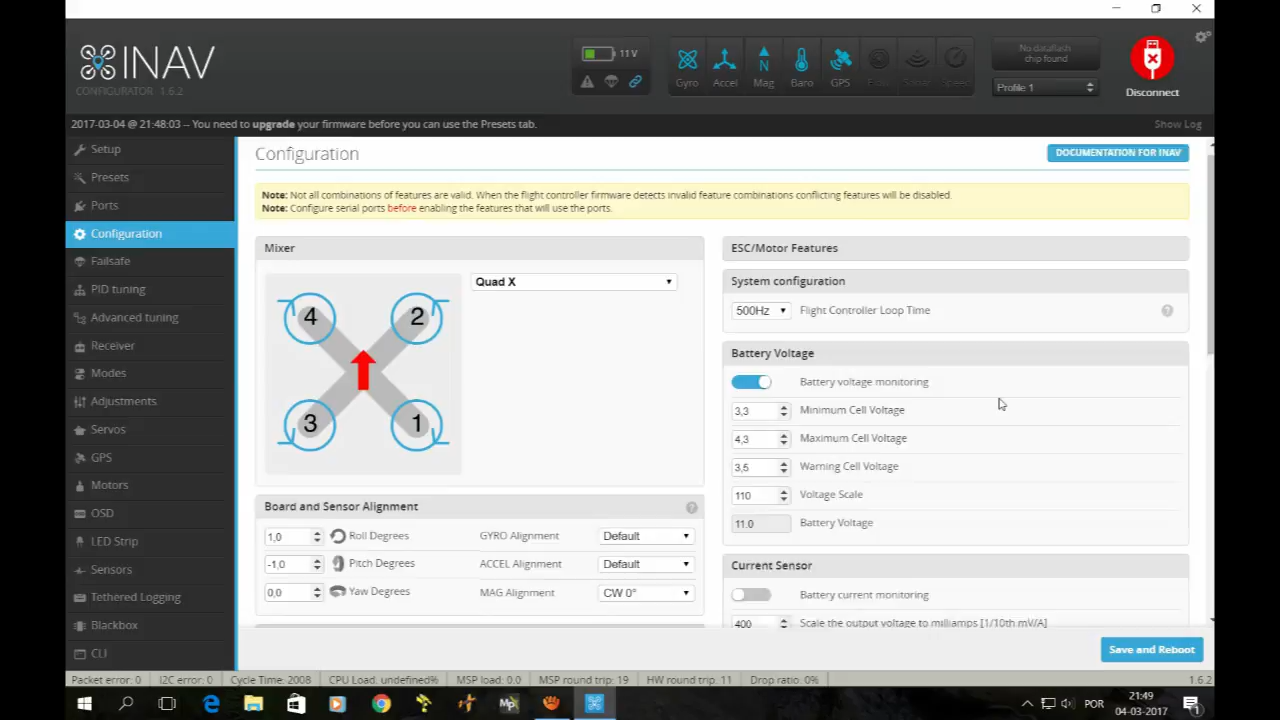 INAV
CONFIGURATOR 1.6.2
11 V
Gyro
Accel
Mag
Baro
GPS
No dataflash
chip found
Profile 1
Disconnect
2017-03-04 @ 21:48:03 -- You need to upgrade your firmware before you can use the Presets tab.
Show Log
Setup
Presets
Ports
Configuration
Failsafe
PID tuning
Advanced tuning
Receiver
Modes
Adjustments
Servos
GPS
Motors
OSD
LED Strip
Sensors
Tethered Logging
Blackbox
CLI
Configuration
DOCUMENTATION FOR INAV
Note: Not all combinations of features are valid. When the flight controller firmware detects invalid feature combinations conflicting features will be disabled.
Note: Configure serial ports before enabling the features that will use the ports.
Mixer
Quad X
4
2
3
1
Board and Sensor Alignment
1,0 Roll Degrees GYRO Alignment Default
-1,0 Pitch Degrees ACCEL Alignment Default
0,0 Yaw Degrees MAG Alignment CW 0°
ESC/Motor Features
System configuration
500Hz Flight Controller Loop Time
Battery Voltage
Battery voltage monitoring
3,3 Minimum Cell Voltage
4,3 Maximum Cell Voltage
3,5 Warning Cell Voltage
110 Voltage Scale
11.0 Battery Voltage
Current Sensor
Battery current monitoring
400 Scale the output voltage to milliamps [1/10th mV/A]
Save and Reboot
Packet error: 0 I2C error: 0 Cycle Time: 2008 CPU Load: undefined% MSP load: 0.0 MSP round trip: 19 HW round trip: 11 Drop ratio: 0% 1.6.2
POR
21:49
04-03-2017